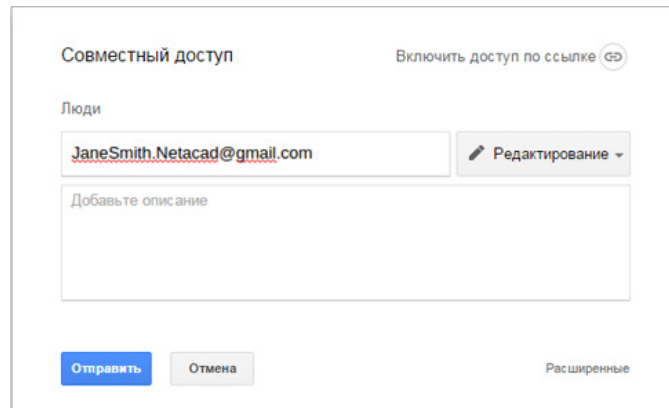 Совместный доступ
Включить доступ по ссылке
Люди
JaneSmith.Netacad@gmail.com
Редактирование
Добавьте описание
Отправить
Отмена
Расширенные